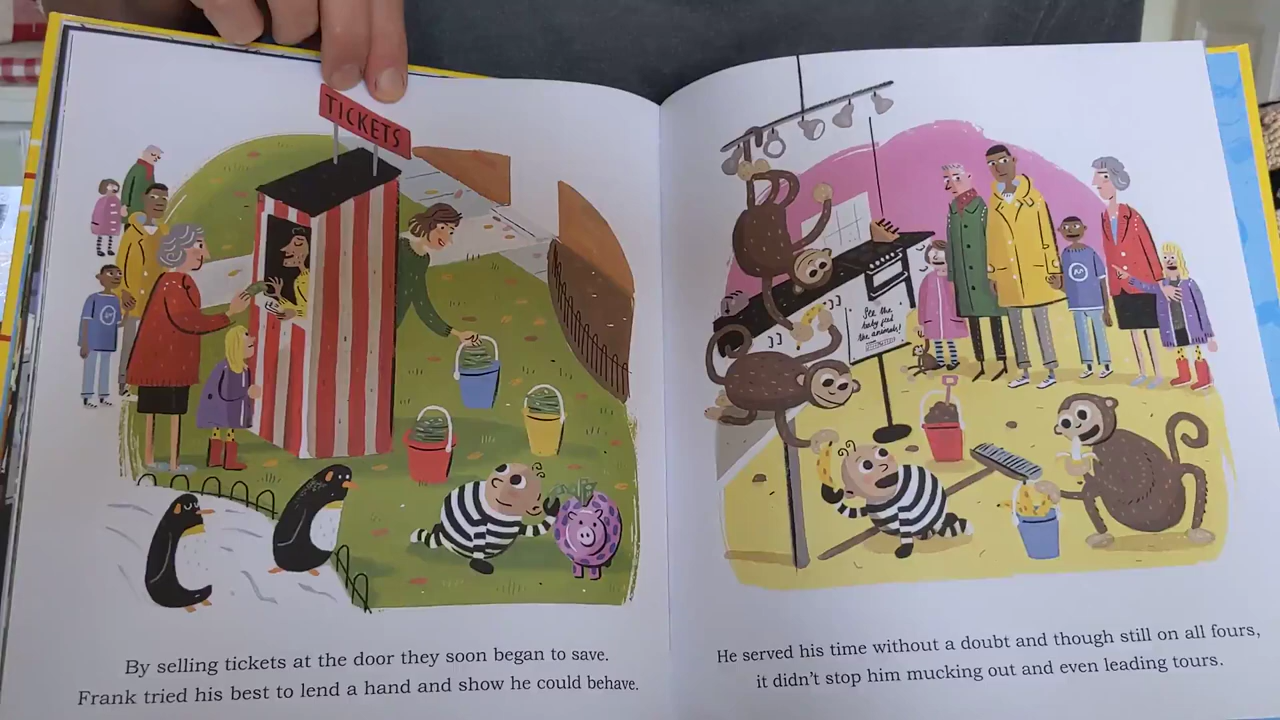 TICKETS
By selling tickets at the door they soon began to save.
Frank tried his best to lend a hand and show he could behave.
See the
baby feed
the animals!
He served his time without a doubt and though still on all fours,
it didn't stop him mucking out and even leading tours.